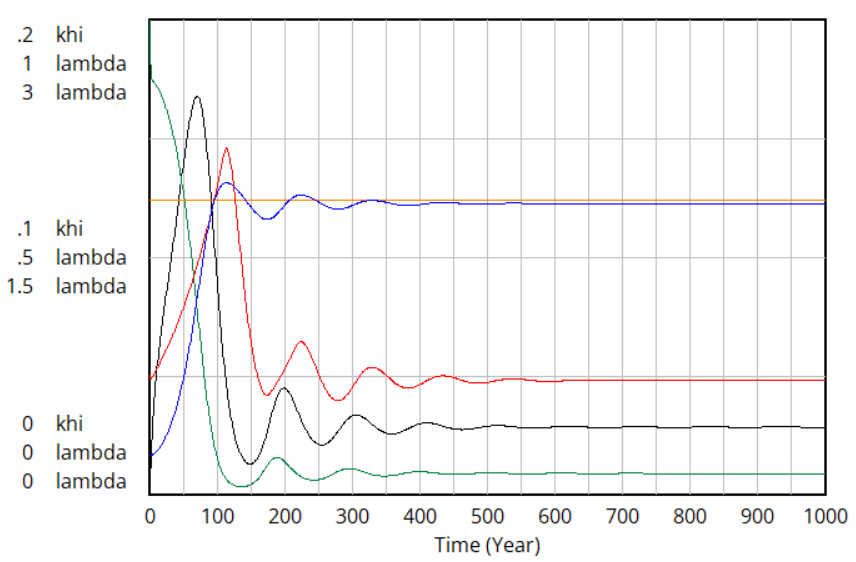 .2 khi
1 lambda
3 lambda
.1 khi
.5 lambda
1.5 lambda
0 khi
0 lambda
0 lambda
0 100 200 300 400 500 600 700 800 900 1000
Time (Year)